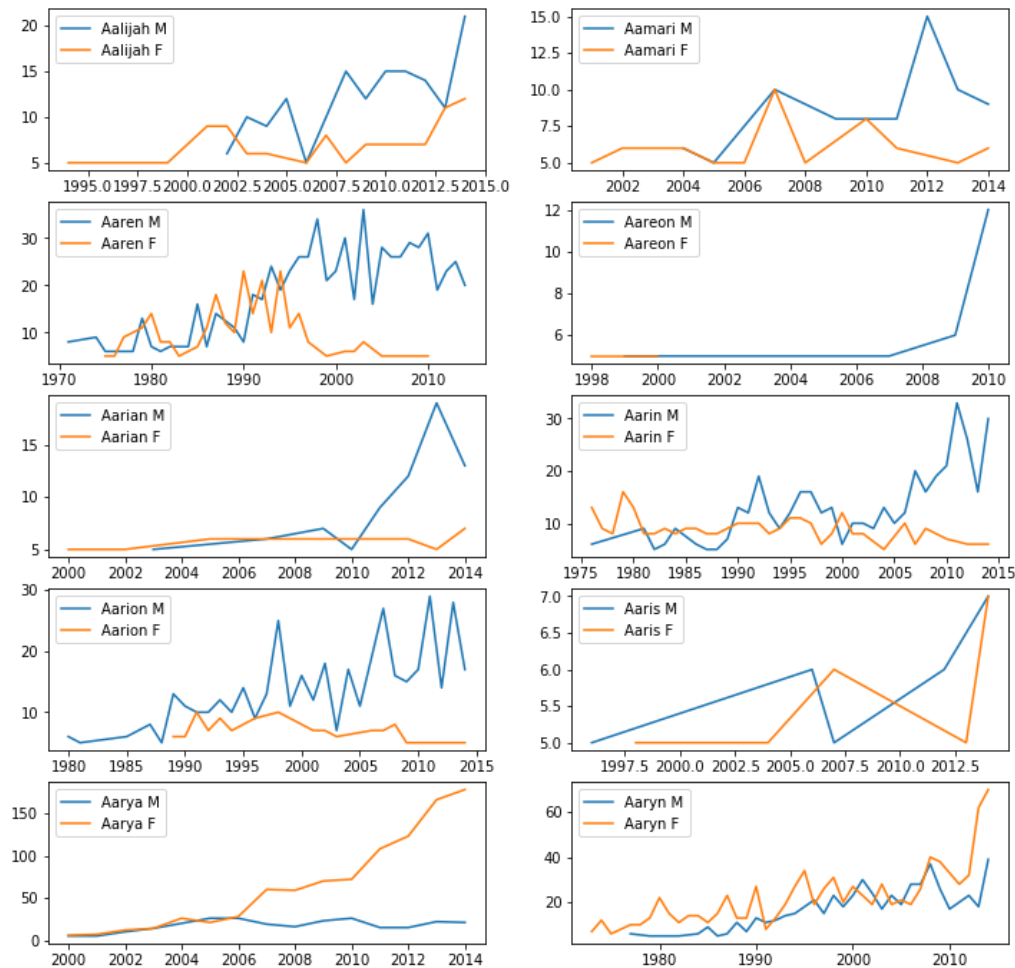 Aalijah M
Aalijah F
20
15
10
5
1995.0 1997.5 2000.0 2002.5 2005.0 2007.5 2010.0 2012.5 2015.0
Aamari M
Aamari F
15.0
12.5
10.0
7.5
5.0
2002 2004 2006 2008 2010 2012 2014
Aaren M
Aaren F
30
20
10
1970 1980 1990 2000 2010
Aareon M
Aareon F
12
10
8
6
1998 2000 2002 2004 2006 2008 2010
Aarian M
Aarian F
15
10
5
2000 2002 2004 2006 2008 2010 2012 2014
Aarin M
Aarin F
30
20
10
1975 1980 1985 1990 1995 2000 2005 2010 2015
Aarion M
Aarion F
30
20
10
1980 1985 1990 1995 2000 2005 2010 2015
Aaris M
Aaris F
7.0
6.5
6.0
5.5
5.0
1997.5 2000.0 2002.5 2005.0 2007.5 2010.0 2012.5
Aarya M
Aarya F
150
100
50
0
2000 2002 2004 2006 2008 2010 2012 2014
Aaryn M
Aaryn F
60
40
20
1980 1990 2000 2010